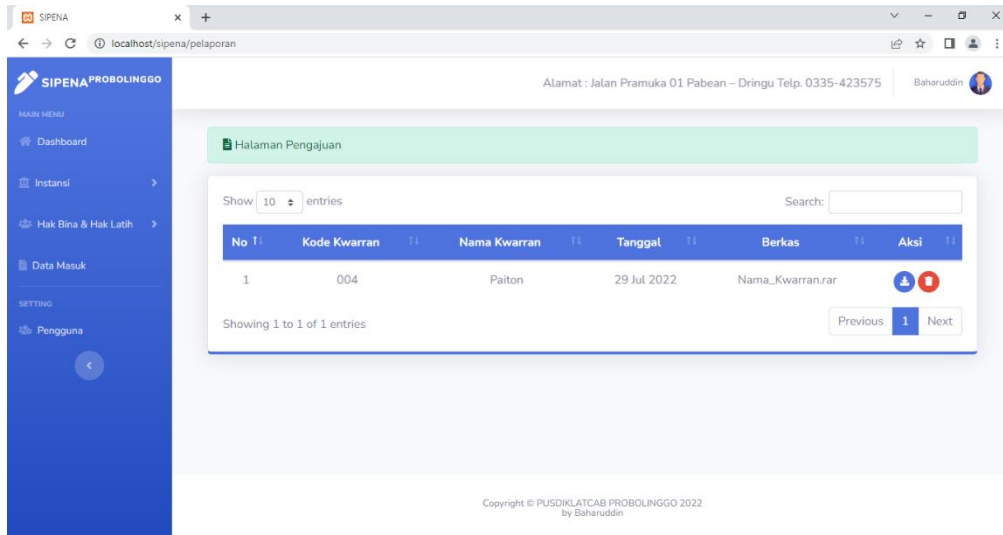 SIPENA
localhost/sipena/pelaporan
SIPENA PROBOLINGGO
Alamat : Jalan Pramuka 01 Pabean – Dringu Telp. 0335-423575
Baharuddin
MAIN MENU
Dashboard
Instansi
Hak Bina & Hak Latih
Data Masuk
SETTING
Pengguna
Halaman Pengajuan
Show 10 entries
Search:
No Kode Kwarran Nama Kwarran Tanggal Berkas Aksi
1 004 Paiton 29 Jul 2022 Nama_Kwarran.rar
Showing 1 to 1 of 1 entries
Previous 1 Next
Copyright © PUSDIKLATCAB PROBOLINGGO 2022
by Baharuddin